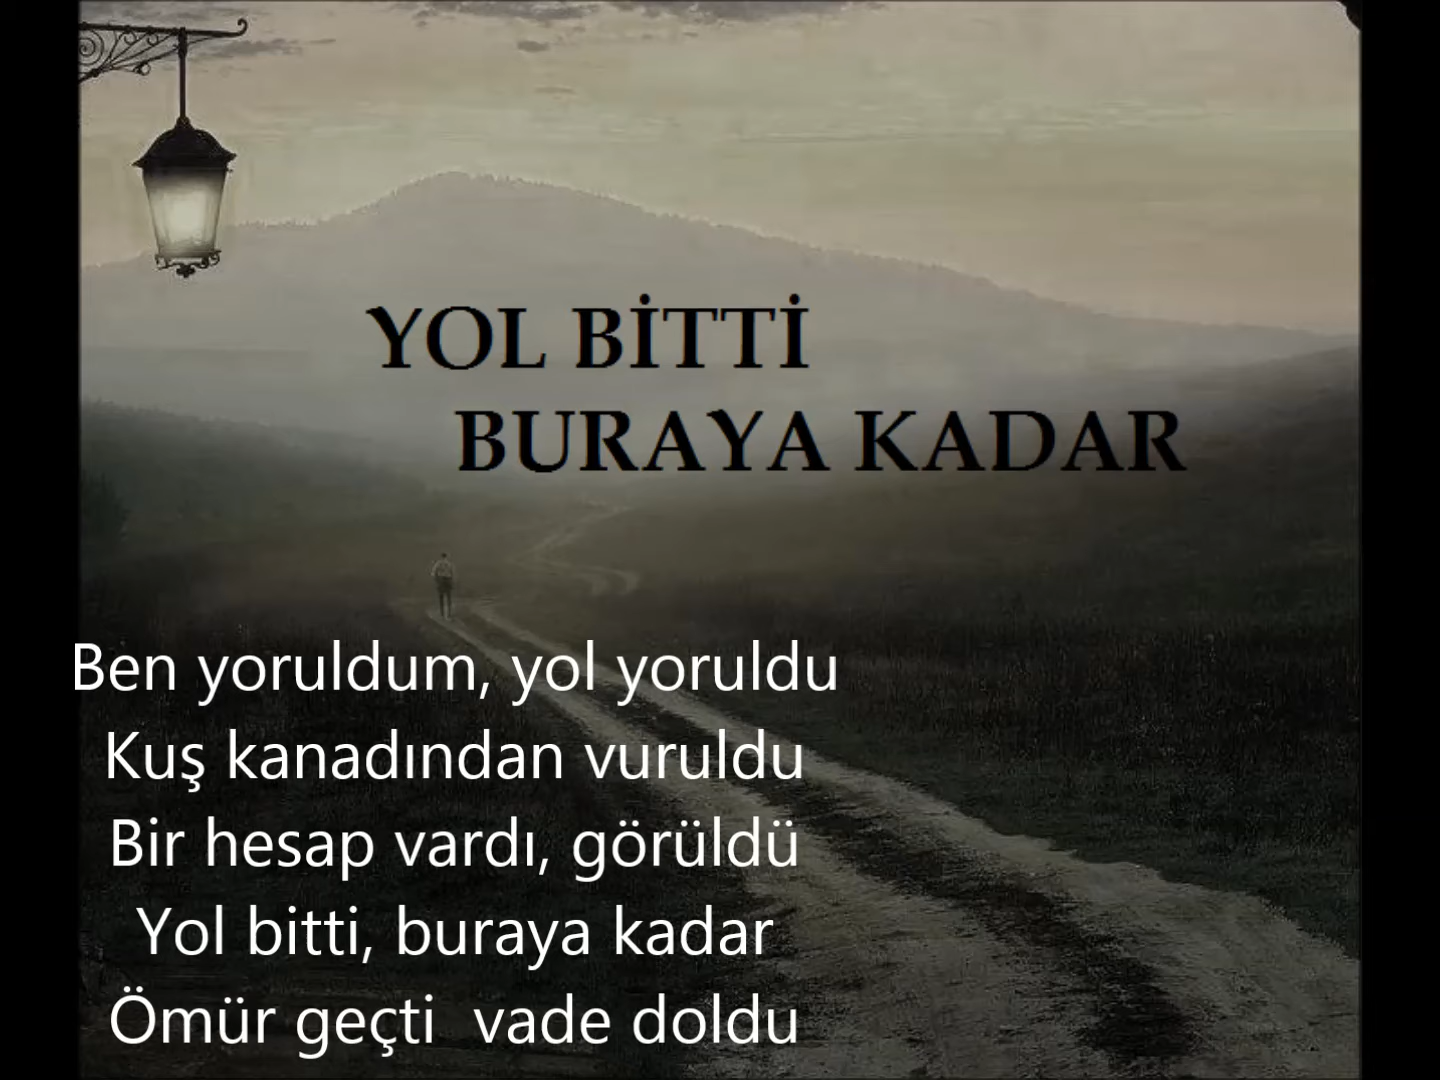 YOL BİTTİ
BURAYA KADAR
Ben yoruldum, yol yoruldu
Kuş kanadından vuruldu
Bir hesap vardı, görüldü
Yol bitti, buraya kadar
Ömür geçti  vade doldu